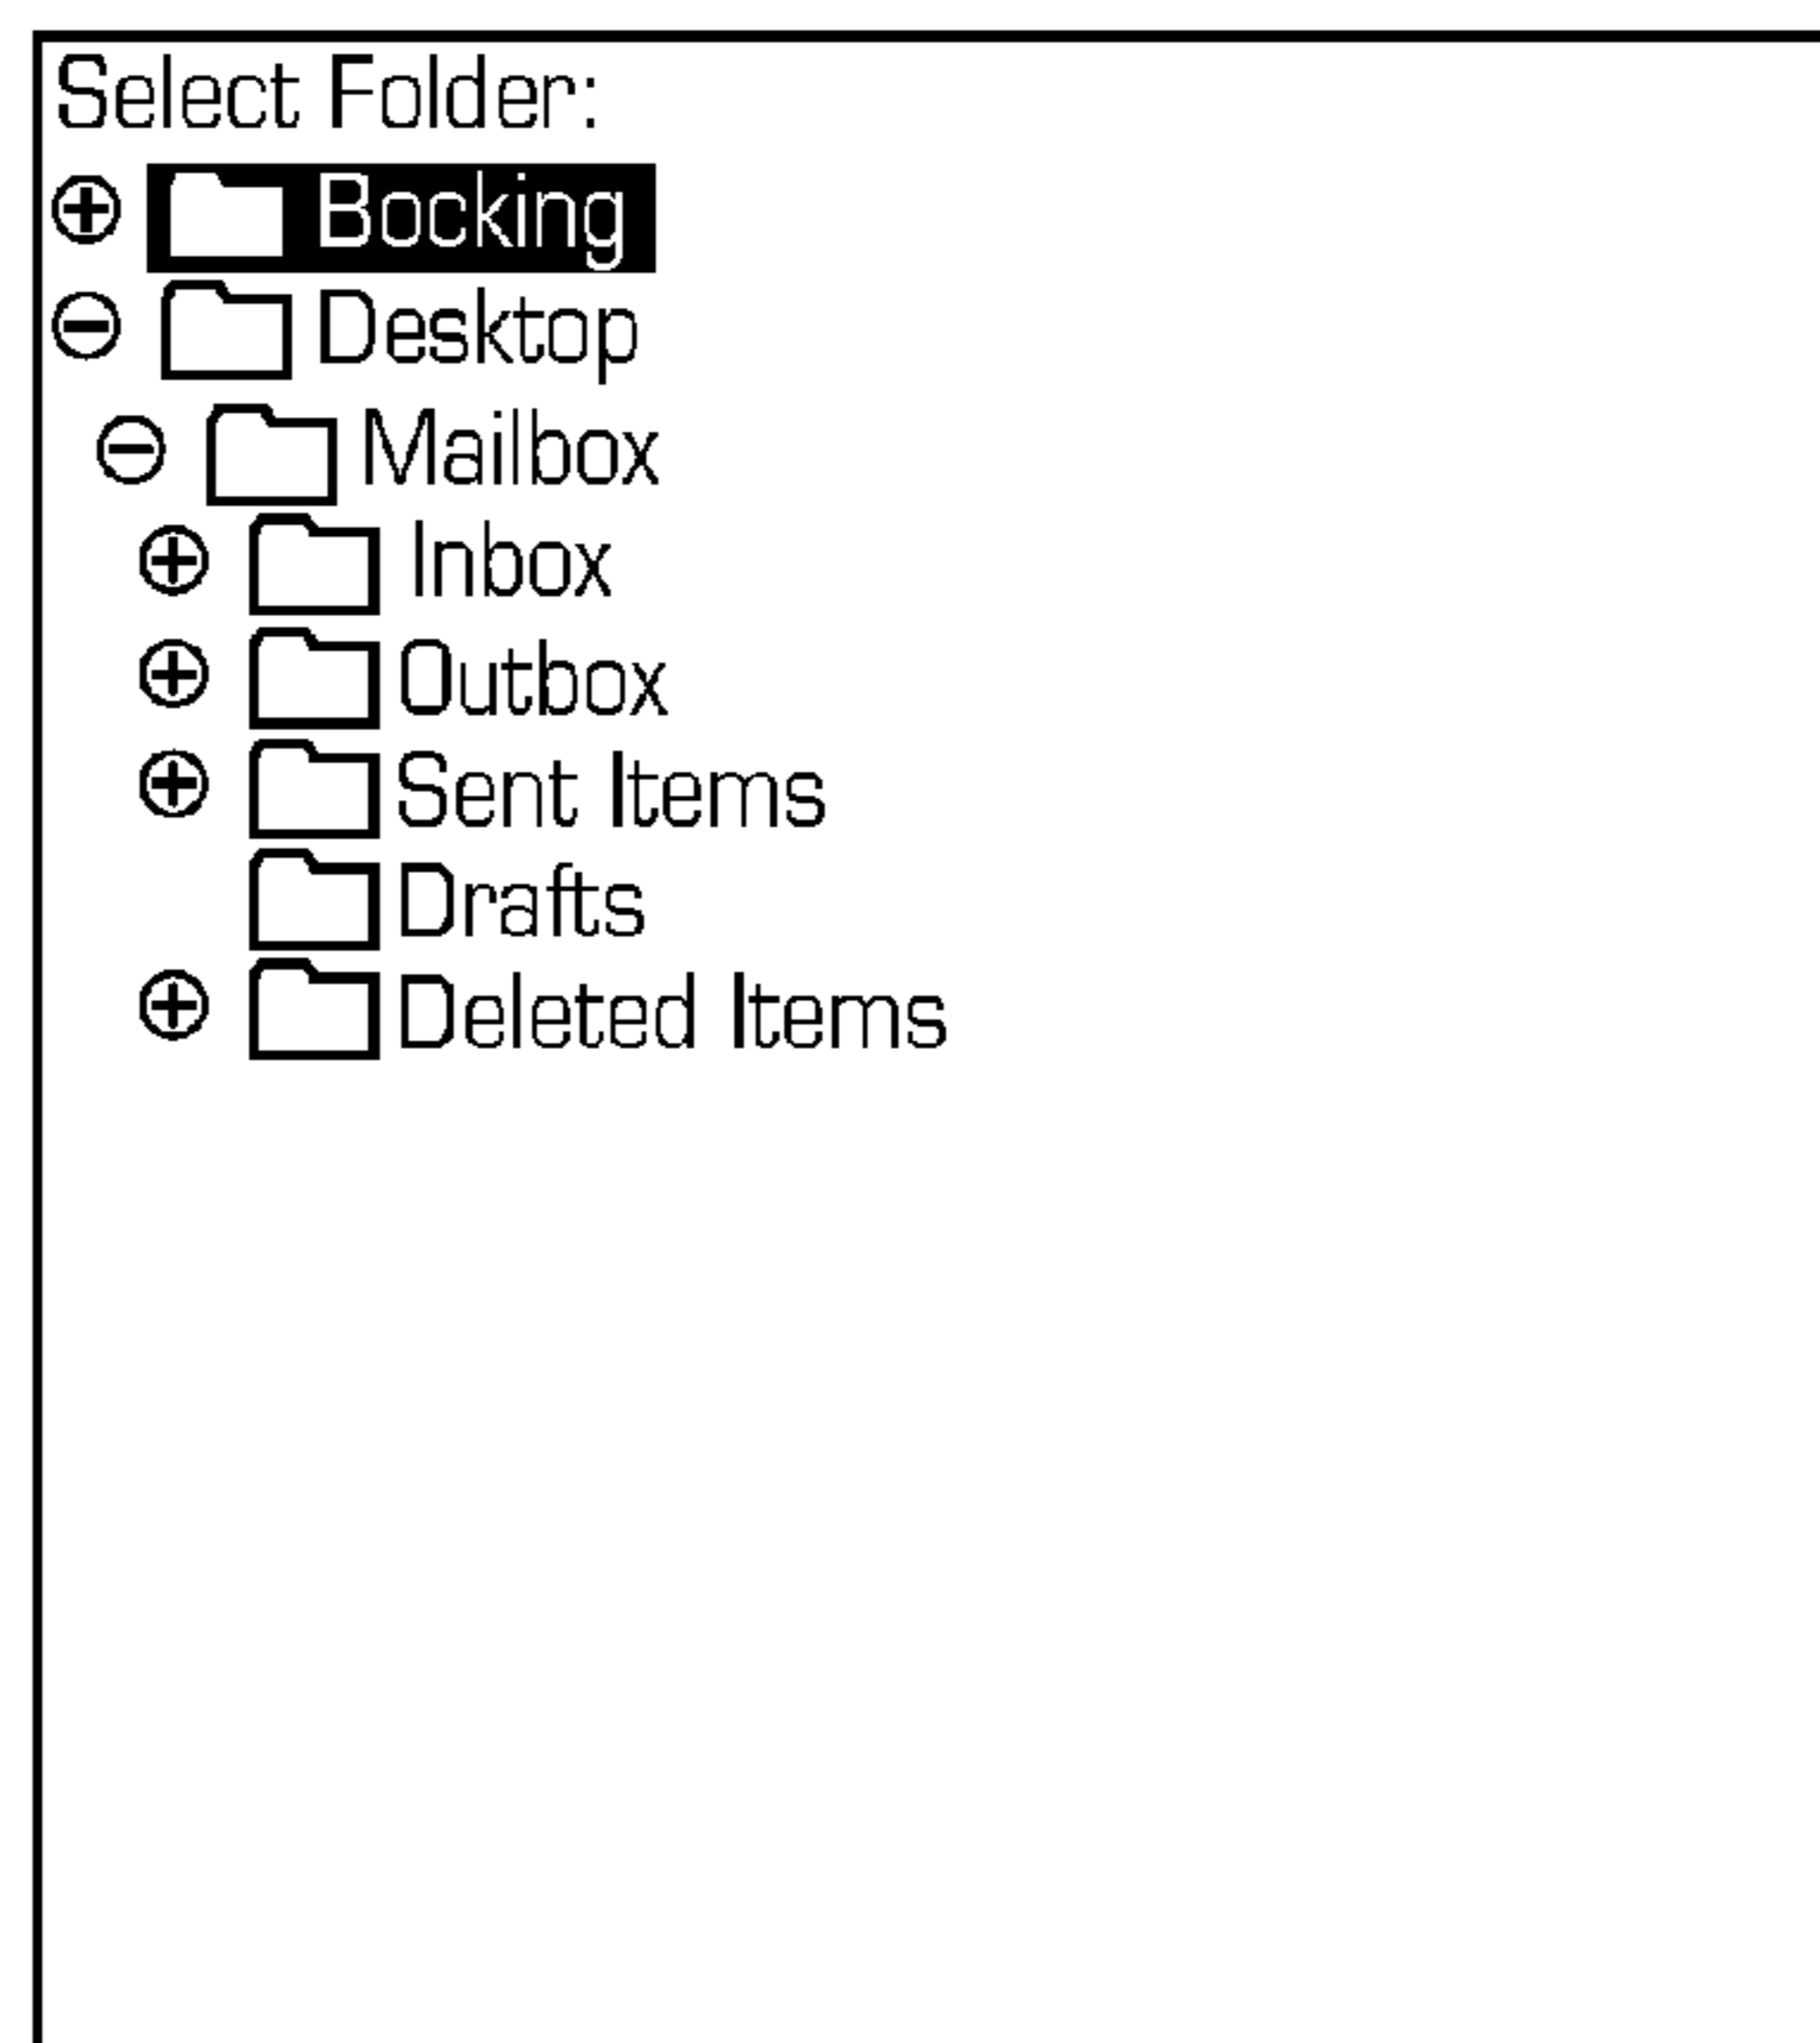 Select Folder:
Bocking
Desktop
Mailbox
Inbox
Outbox
Sent Items
Drafts
Deleted Items